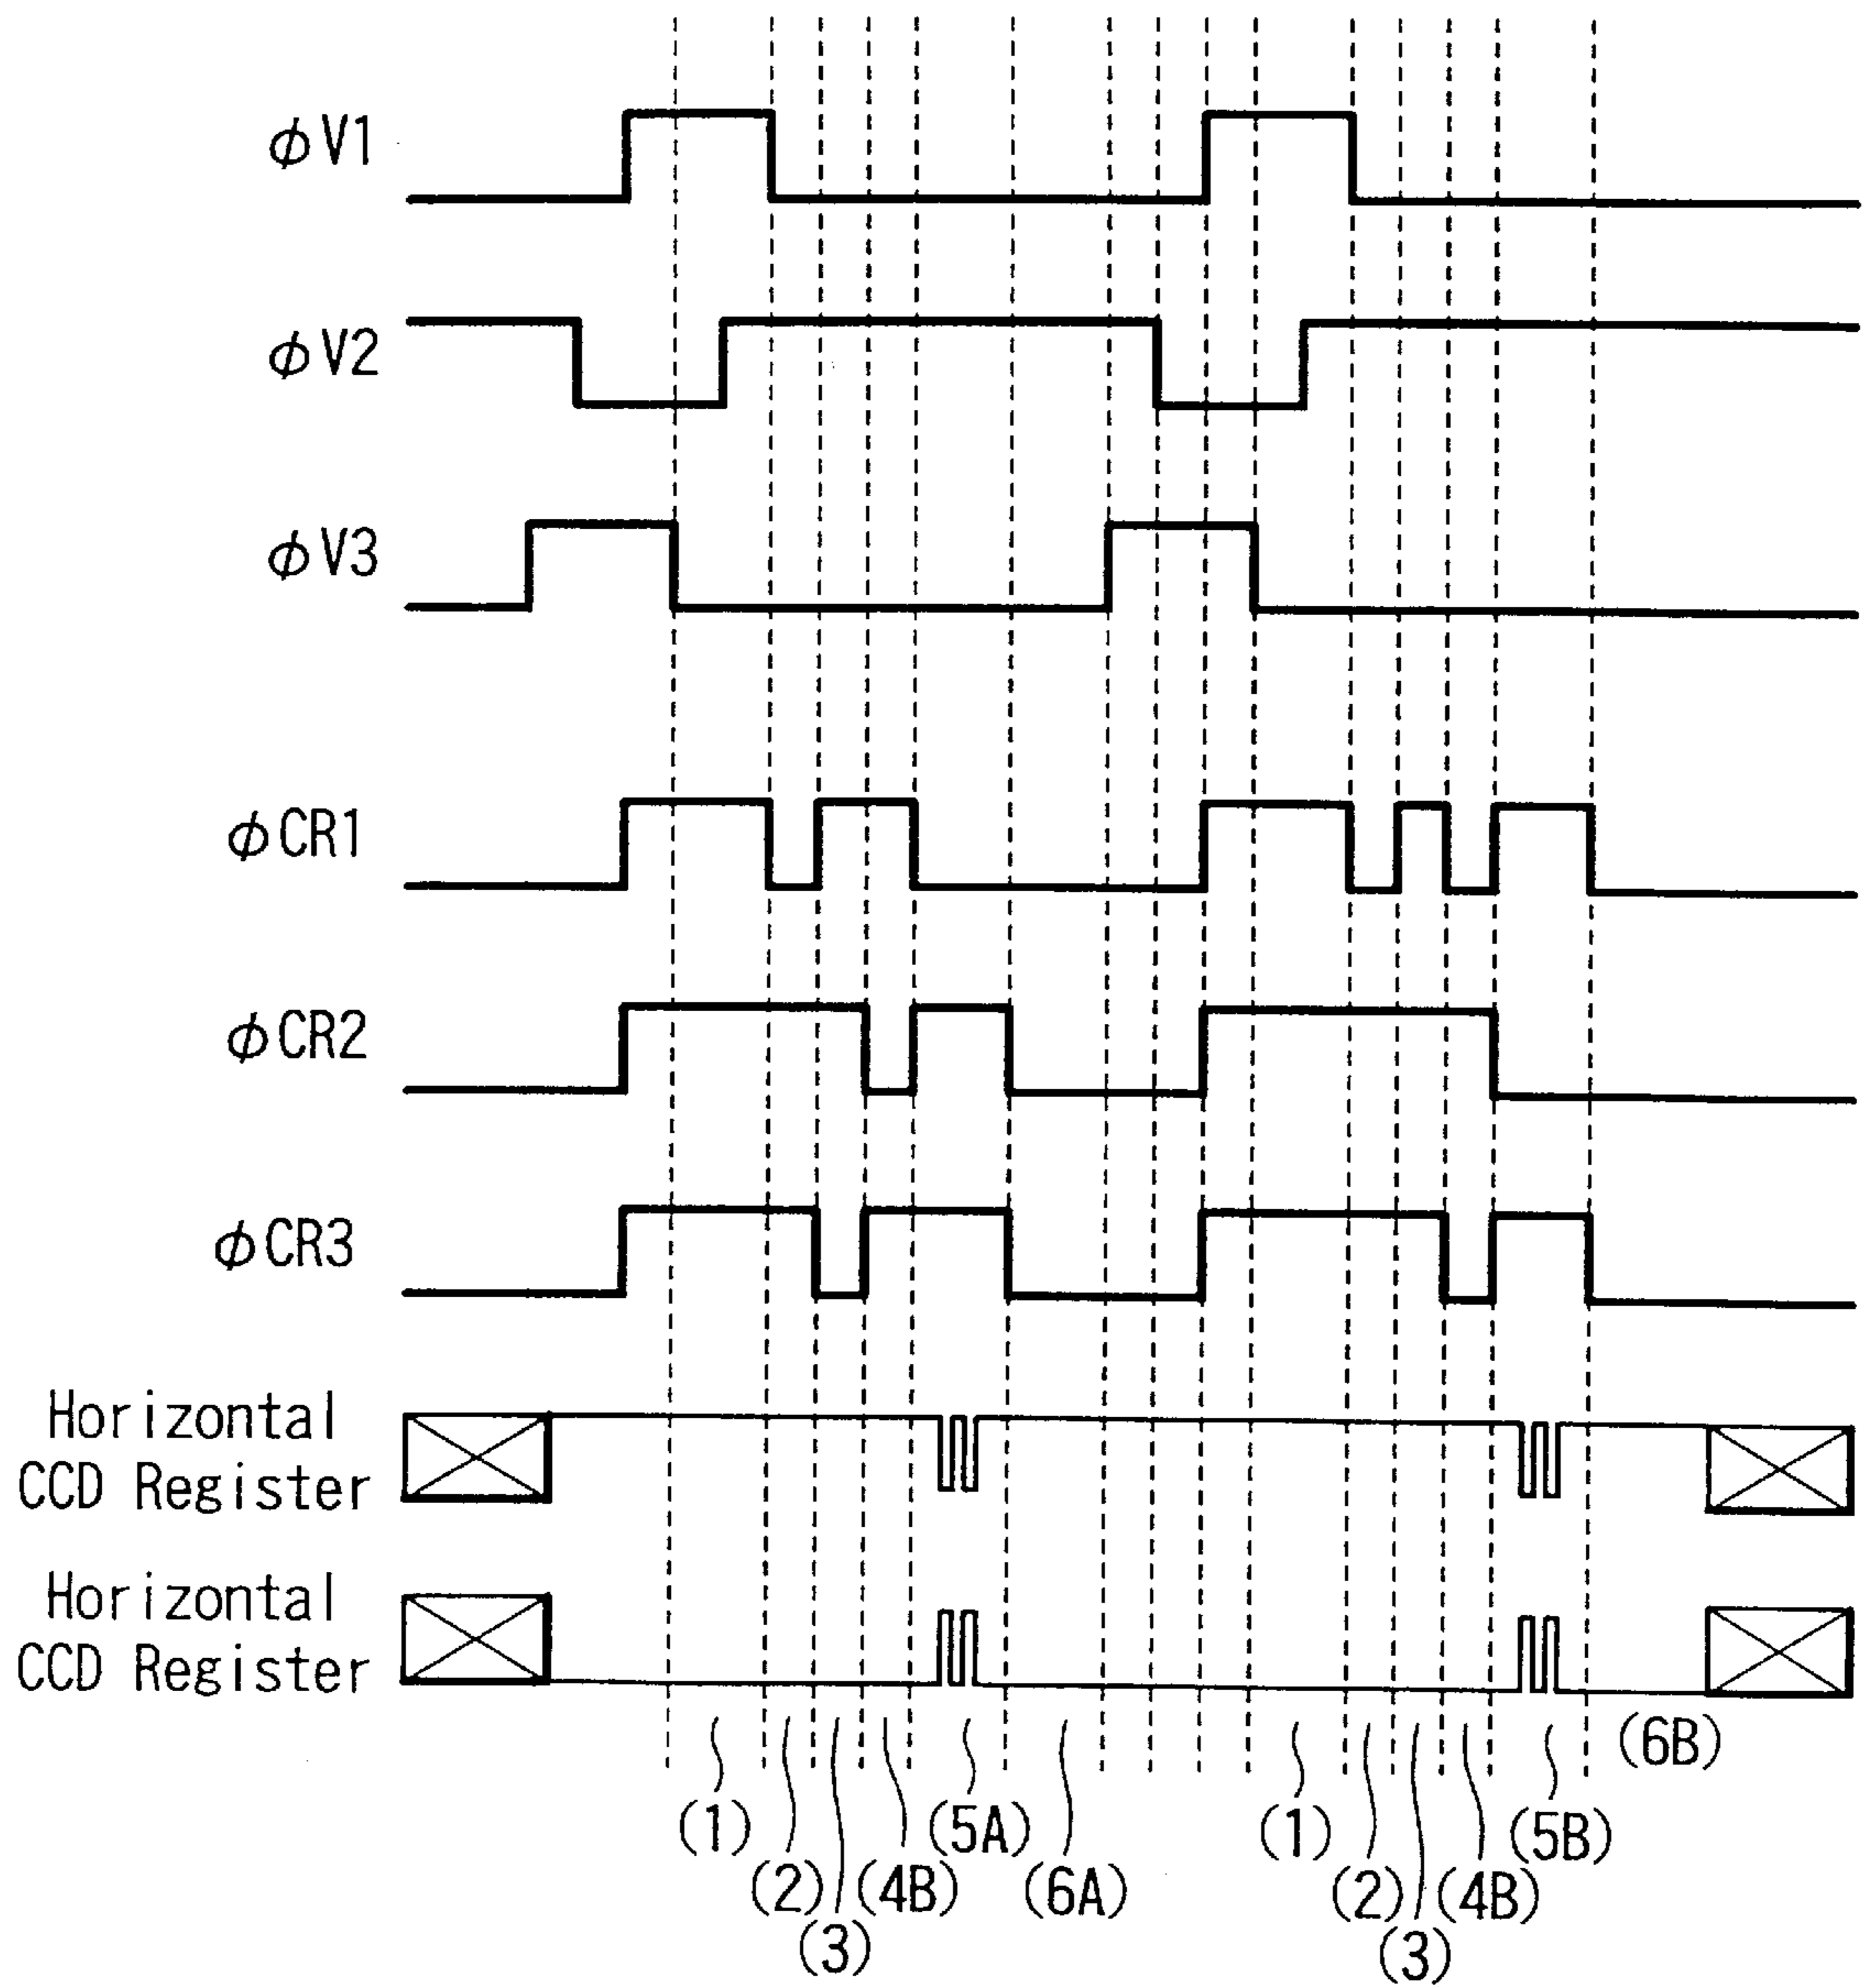 φV1
φV2
φV3
φCR1
φCR2
φCR3
Horizontal
CCD Register
Horizontal
CCD Register
(6B)
(1) (5A) (1) (5B)
(2) (4B) (6A) (2) (4B)
(3) (3)